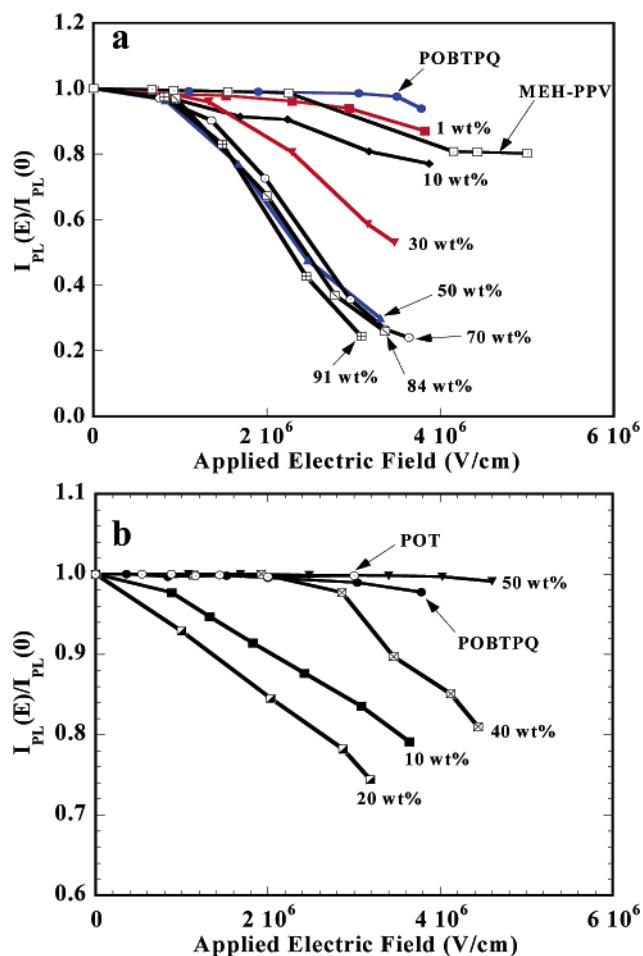 a
1.0
0.8
0.6
0.4
0.2
0.0
I_PL(E)/I_PL(0)
POBTPQ
MEH-PPV
1 wt%
10 wt%
30 wt%
50 wt%
70 wt%
84 wt%
91 wt%
0 2 10^6 4 10^6 6 10^6
Applied Electric Field (V/cm)
b
1.1
1.0
0.9
0.8
0.7
0.6
I_PL(E)/I_PL(0)
POT
50 wt%
POBTPQ
40 wt%
10 wt%
20 wt%
0 2 10^6 4 10^6 6 10^6
Applied Electric Field (V/cm)